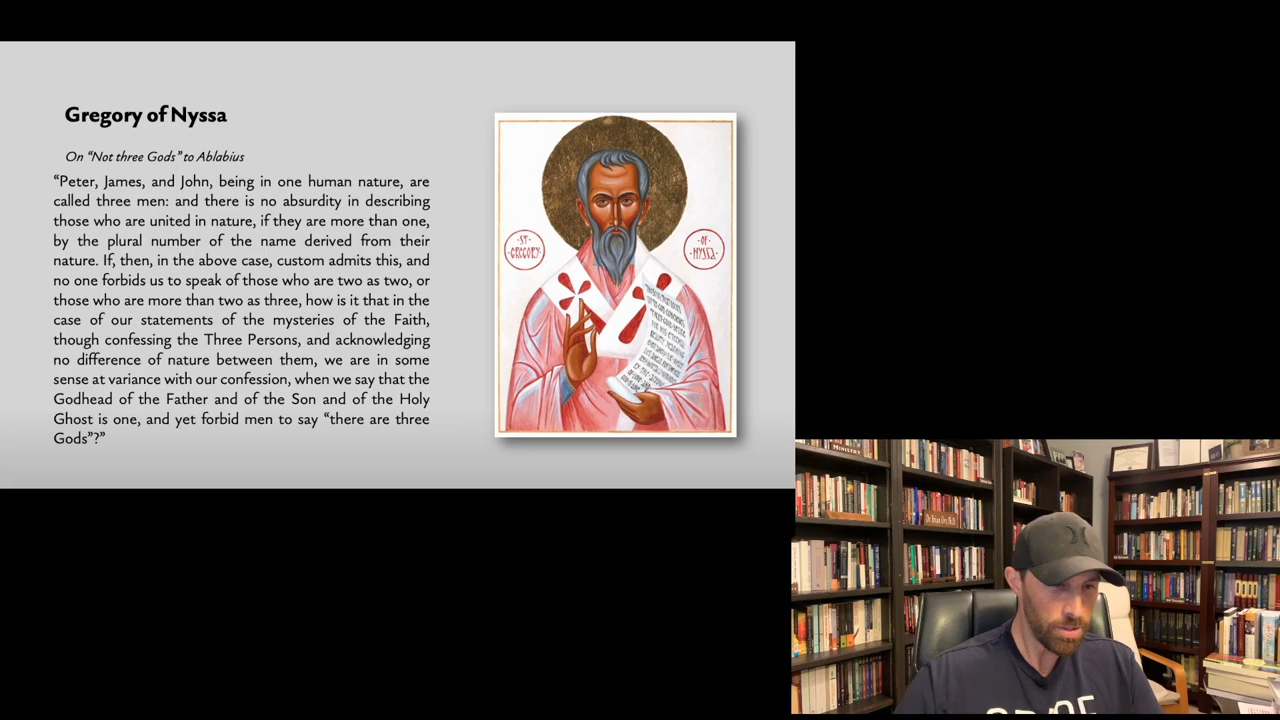 Gregory of Nyssa
On “Not three Gods” to Ablabius
“Peter, James, and John, being in one human nature, are
called three men: and there is no absurdity in describing
those who are united in nature, if they are more than one,
by the plural number of the name derived from their
nature. If, then, in the above case, custom admits this, and
no one forbids us to speak of those who are two as two, or
those who are more than two as three, how is it that in the
case of our statements of the mysteries of the Faith,
though confessing the Three Persons, and acknowledging
no difference of nature between them, we are in some
sense at variance with our confession, when we say that the
Godhead of the Father and of the Son and of the Holy
Ghost is one, and yet forbid men to say “there are three
Gods”?”
·ST·
GREGORY·
·OF·
NYSSA·
MINISTRY